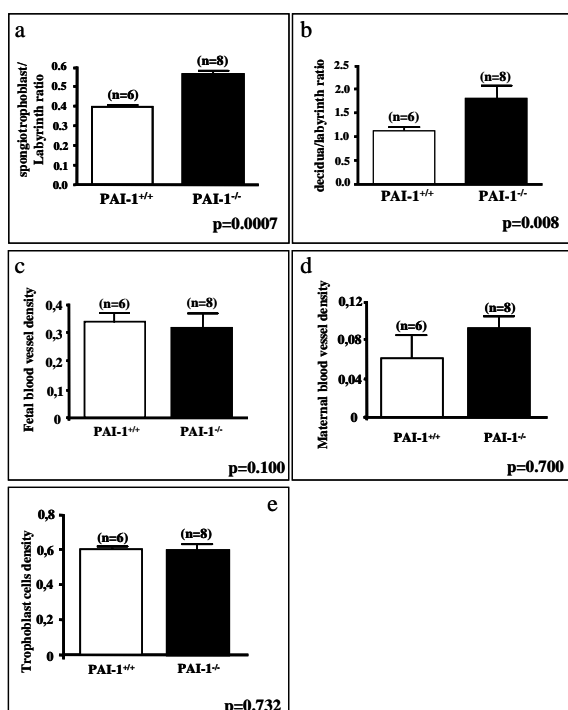 a
spongiotrophoblast/
Labyrinth ratio
0.6
0.5
0.4
0.3
0.2
0.1
0.0
(n=6)
(n=8)
PAI-1+/+
PAI-1-/-
p=0.0007
b
decidua/labyrinth ratio
2.5
2.0
1.5
1.0
0.5
0.0
(n=6)
(n=8)
PAI-1+/+
PAI-1-/-
p=0.008
c
Fetal blood vessel density
0,4
0,3
0,2
0,1
0
(n=6)
(n=8)
PAI-1+/+
PAI-1-/-
p=0.100
d
Maternal blood vessel density
0,12
0,08
0,04
0
(n=6)
(n=8)
PAI-1+/+
PAI-1-/-
p=0.700
e
Trophoblast cells density
0,8
0,6
0,4
0,2
0
(n=6)
(n=8)
PAI-1+/+
PAI-1-/-
p=0.732